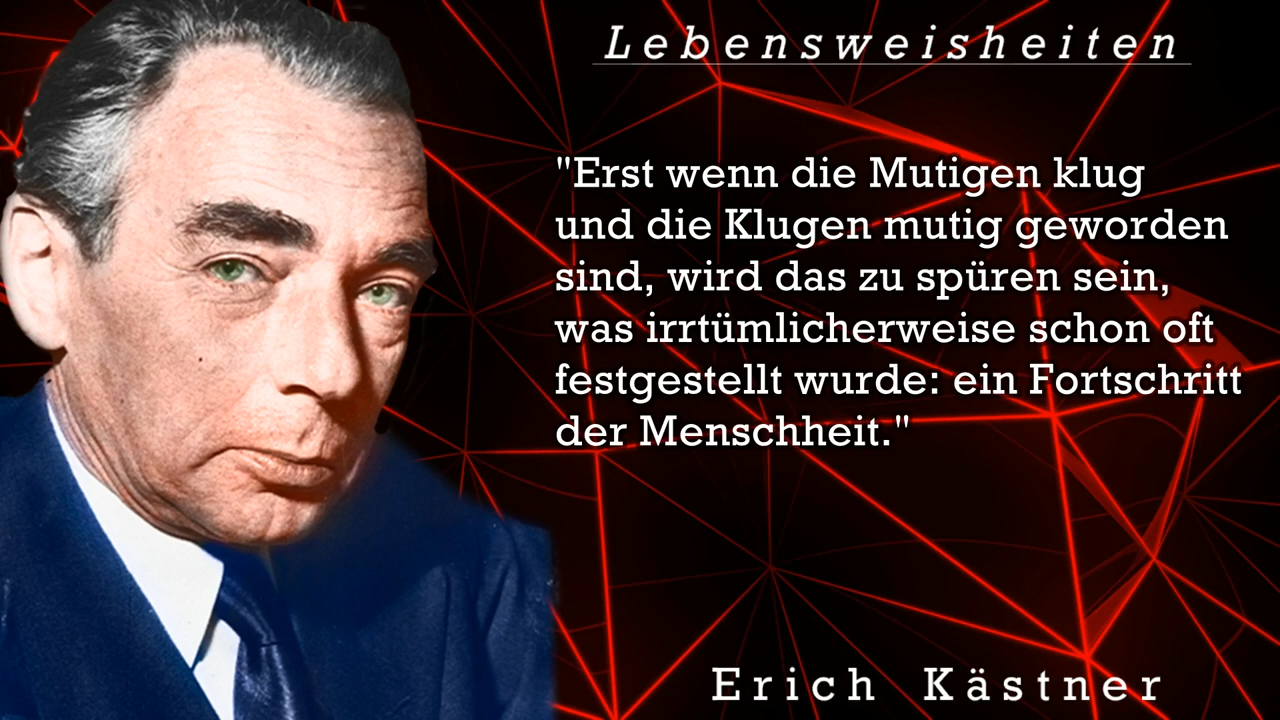 Lebensweisheiten
"Erst wenn die Mutigen klug
und die Klugen mutig geworden
sind, wird das zu spüren sein,
was irrtümlicherweise schon oft
festgestellt wurde: ein Fortschritt
der Menschheit."
Erich Kästner